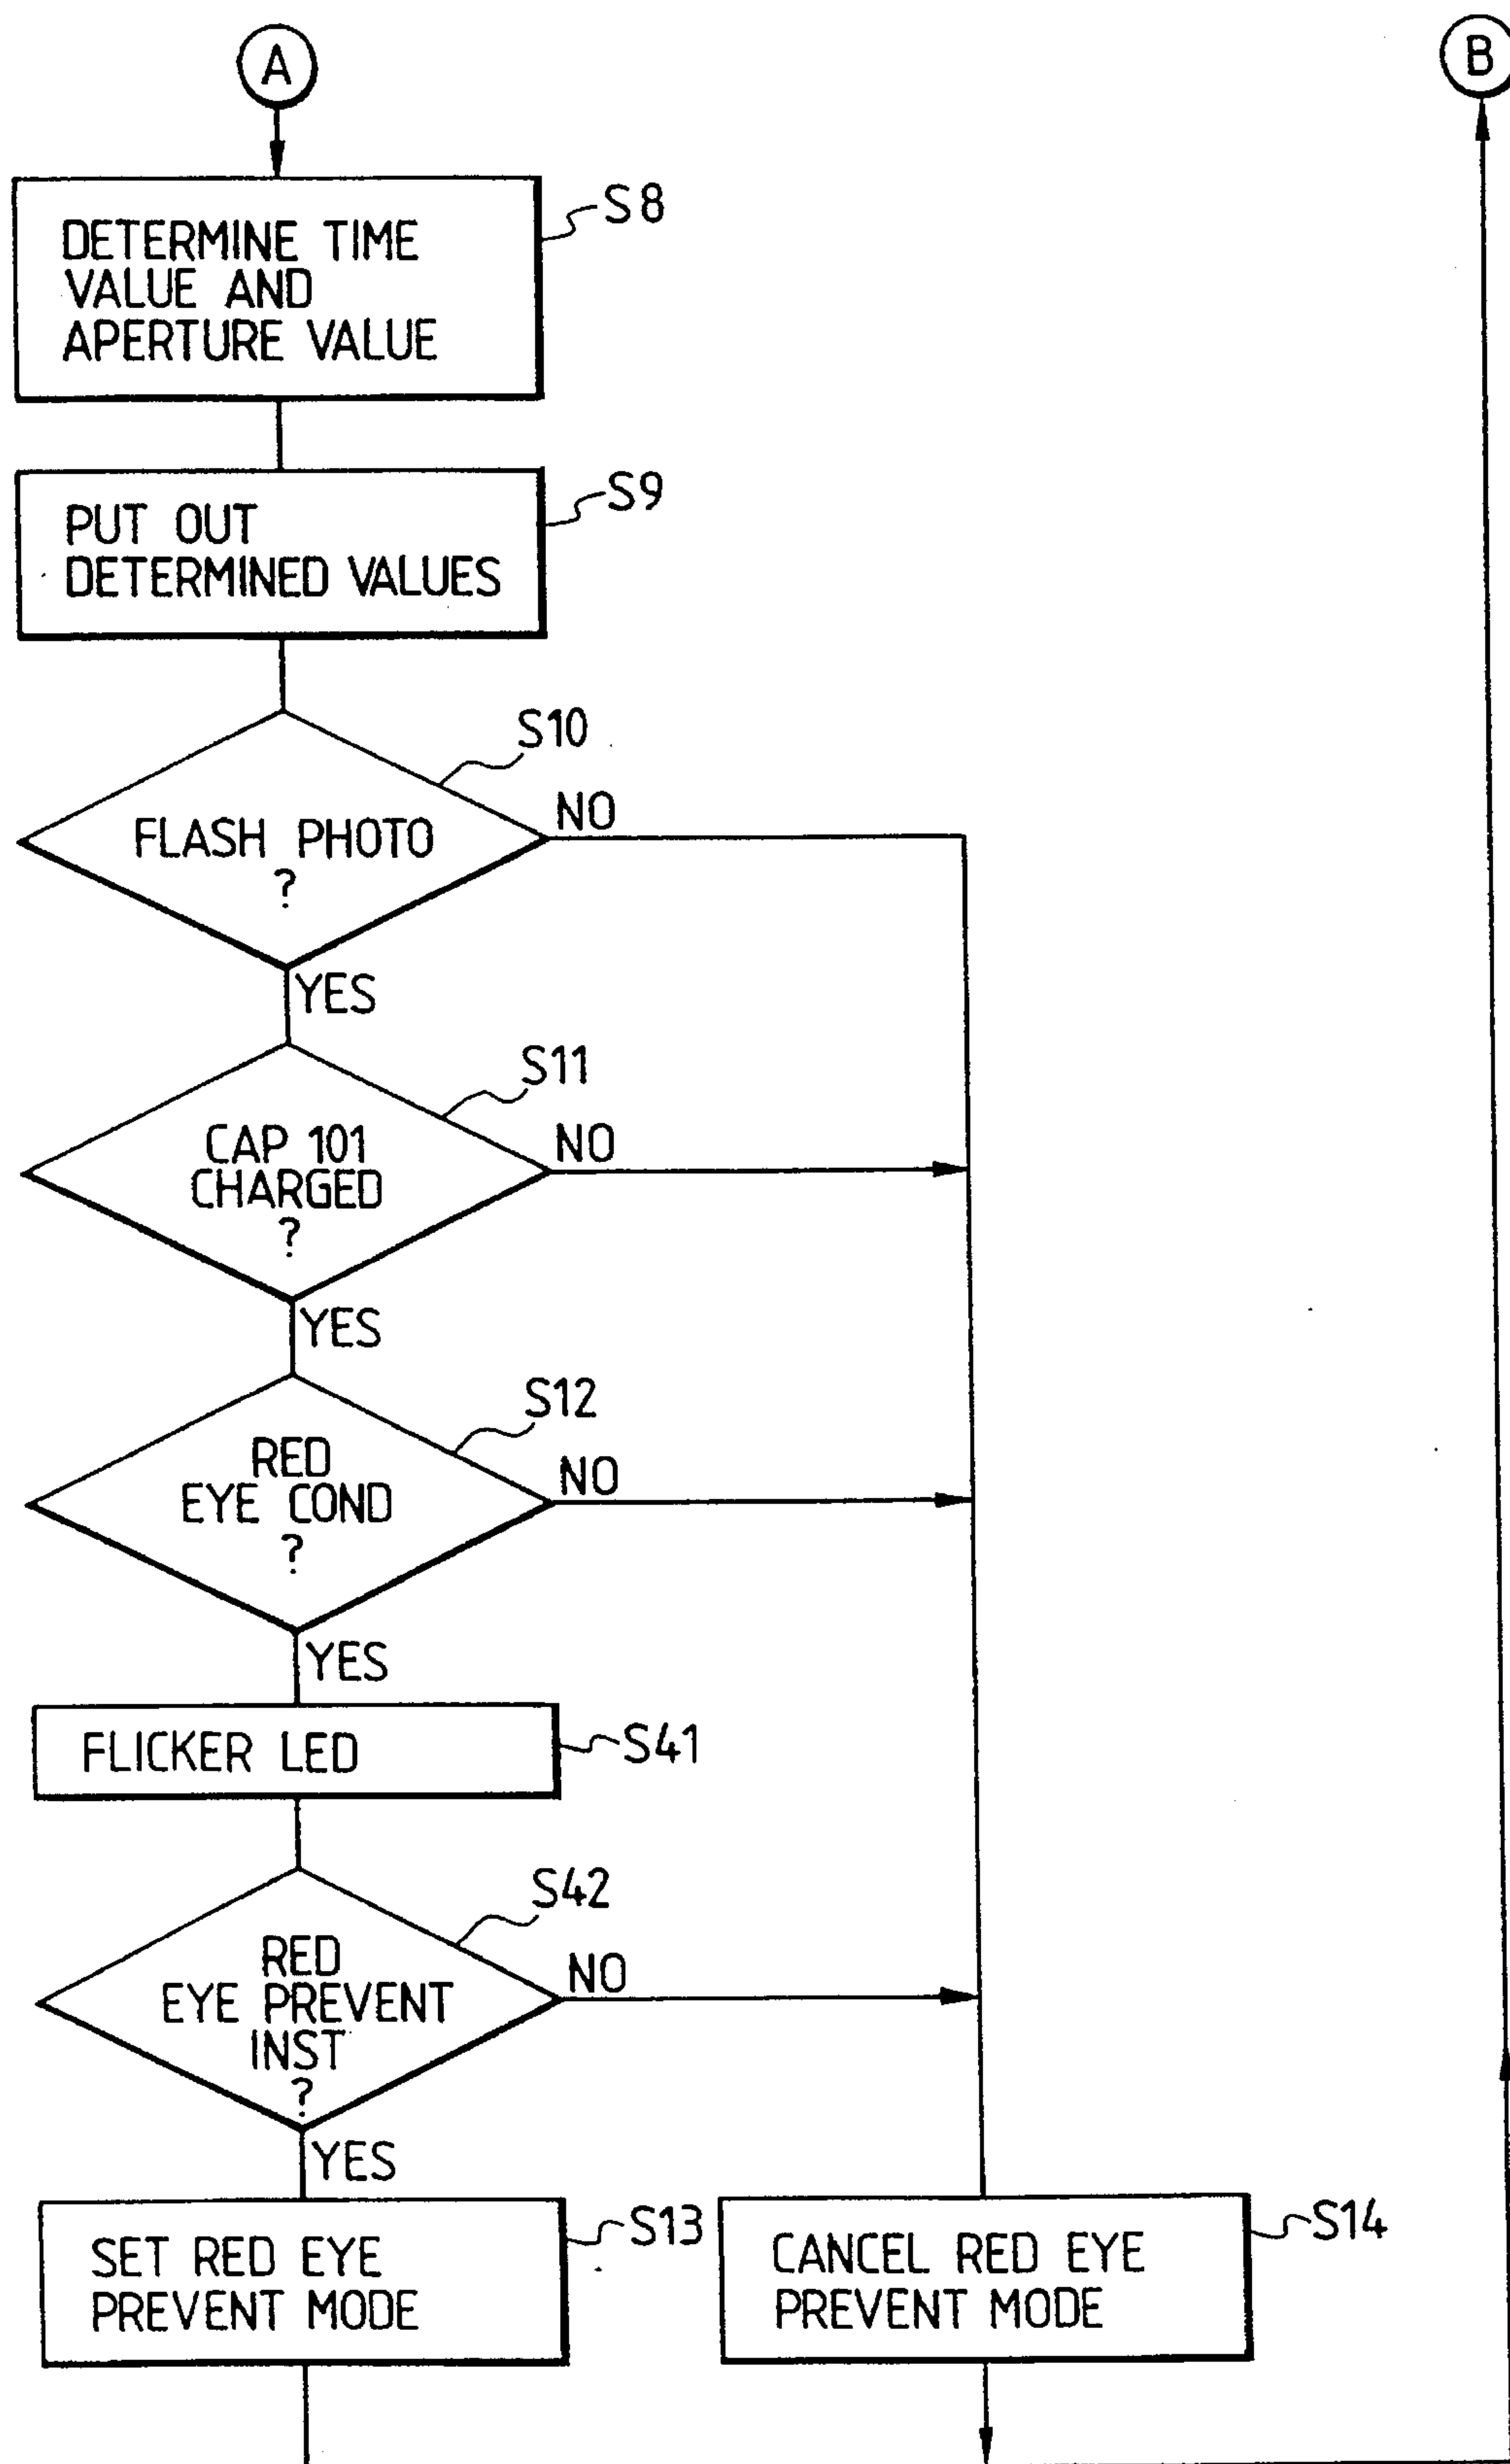 A
B
DETERMINE TIME
VALUE AND
APERTURE VALUE
S8
PUT OUT
DETERMINED VALUES
S9
S10
FLASH PHOTO
?
NO
YES
S11
CAP 101
CHARGED
?
NO
YES
S12
RED
EYE COND
?
NO
YES
FLICKER LED
S41
S42
RED
EYE PREVENT
INST
?
NO
YES
SET RED EYE
PREVENT MODE
S13
CANCEL RED EYE
PREVENT MODE
S14